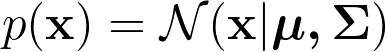 p(x) = 𝒩(x|μ, Σ)